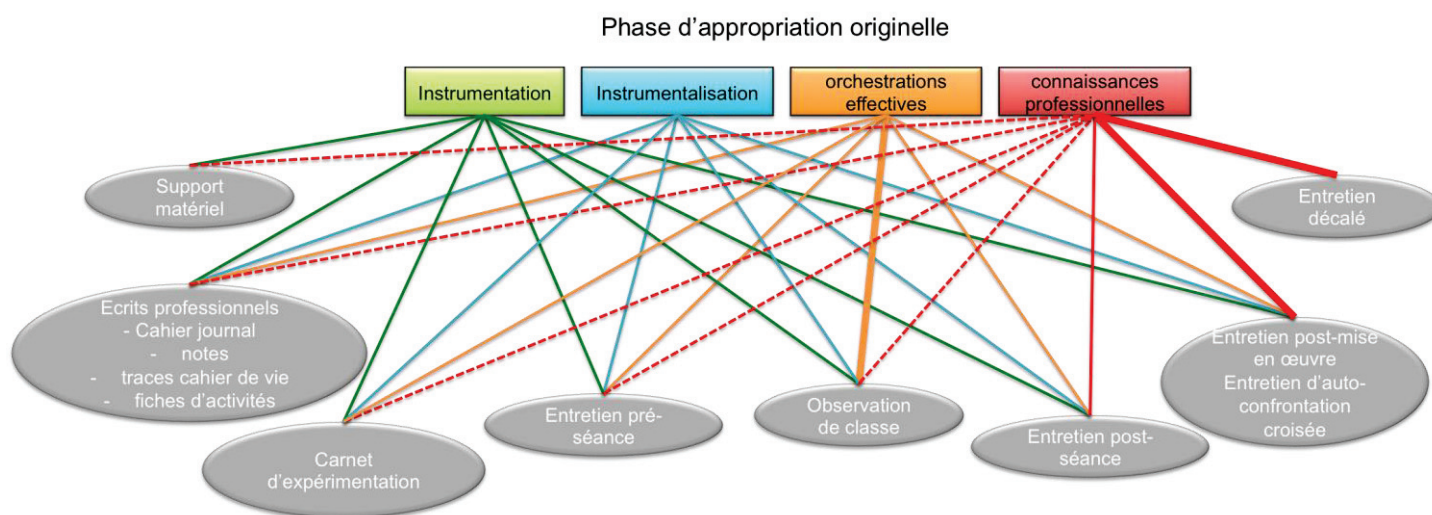 Phase d'appropriation originelle
Instrumentation
Instrumentalisation
orchestrations
effectives
connaissances
professionnelles
Support
matériel
Entretien
décalé
Ecrits professionnels
- Cahier journal
- notes
- traces cahier de vie
- fiches d'activités
Carnet
d'expérimentation
Entretien pré-
séance
Observation
de classe
Entretien post-
séance
Entretien post-mise
en œuvre
Entretien d'auto-
confrontation
croisée